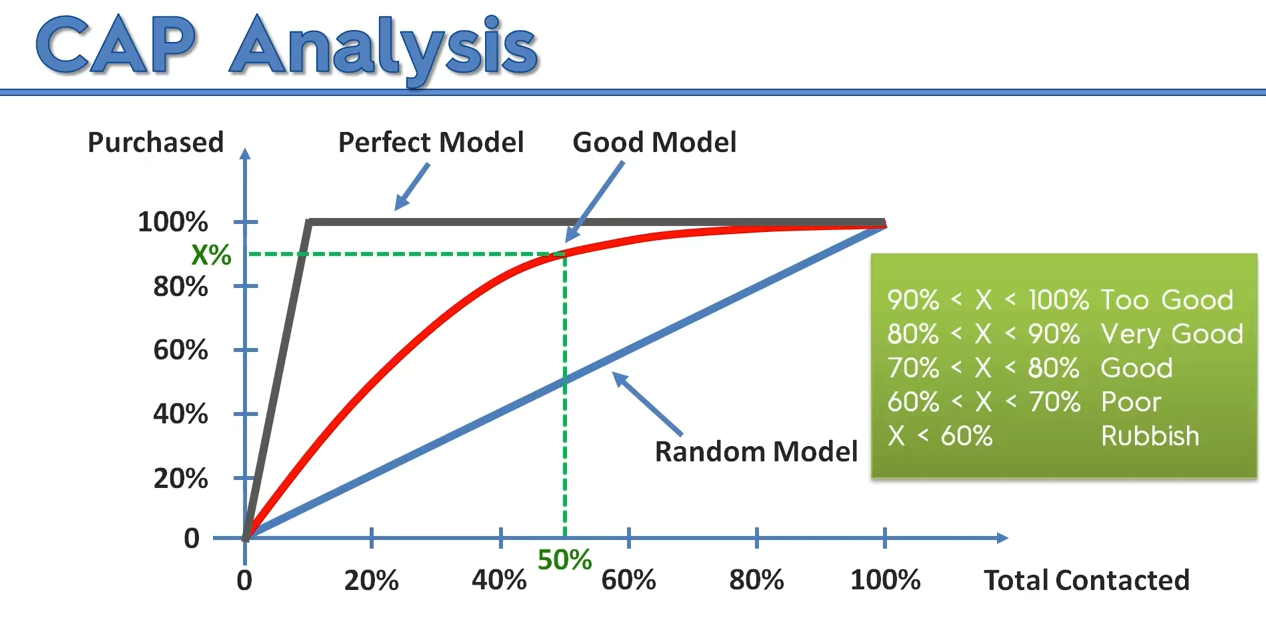 CAP Analysis
Purchased
Perfect Model
Good Model
100%
X%
80%
60%
40%
20%
0
90% < X < 100% Too Good
80% < X < 90% Very Good
70% < X < 80% Good
60% < X < 70% Poor
X < 60% Rubbish
Random Model
50%
0
20%
40%
60%
80%
100%
Total Contacted